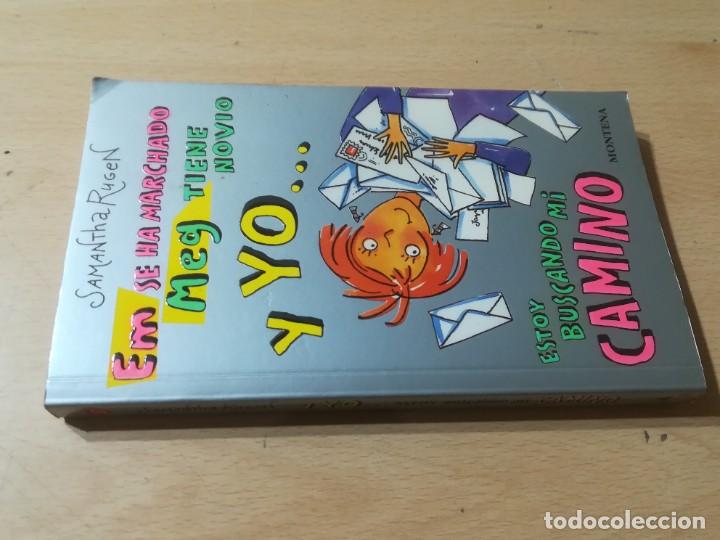 SAMANTHA RUGEN
Em SE HA MARCHADO
Meg TIENE
NOVIO
Y YO...
ESTOY
BUSCANDO Mi
CAMINO
MONTENA
todocoleccion